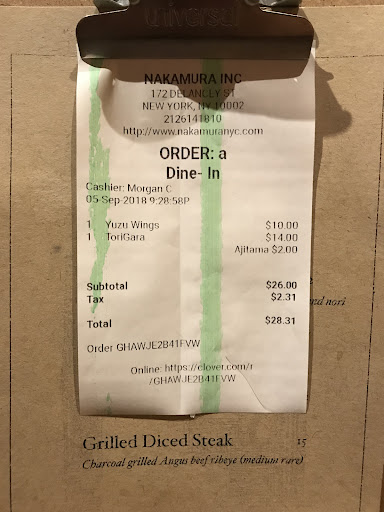 universal
NAKAMURA INC
172 DELANCEY ST
NEW YORK, NY 10002
2126141810
http://www.nakamuranyc.com
ORDER: a
Dine- In
Cashier: Morgan C
05-Sep-2018 9:28:58P
1 Yuzu Wings $10.00
1 ToriGara $14.00
Ajitama $2.00
Subtotal $26.00
Tax $2.31
and nori
Total $28.31
Order GHAWJE2B41FVW
Online: https://clover.com/r
/GHAWJE2B41FVW
Grilled Diced Steak 15
Charcoal grilled Angus beef ribeye (medium rare)